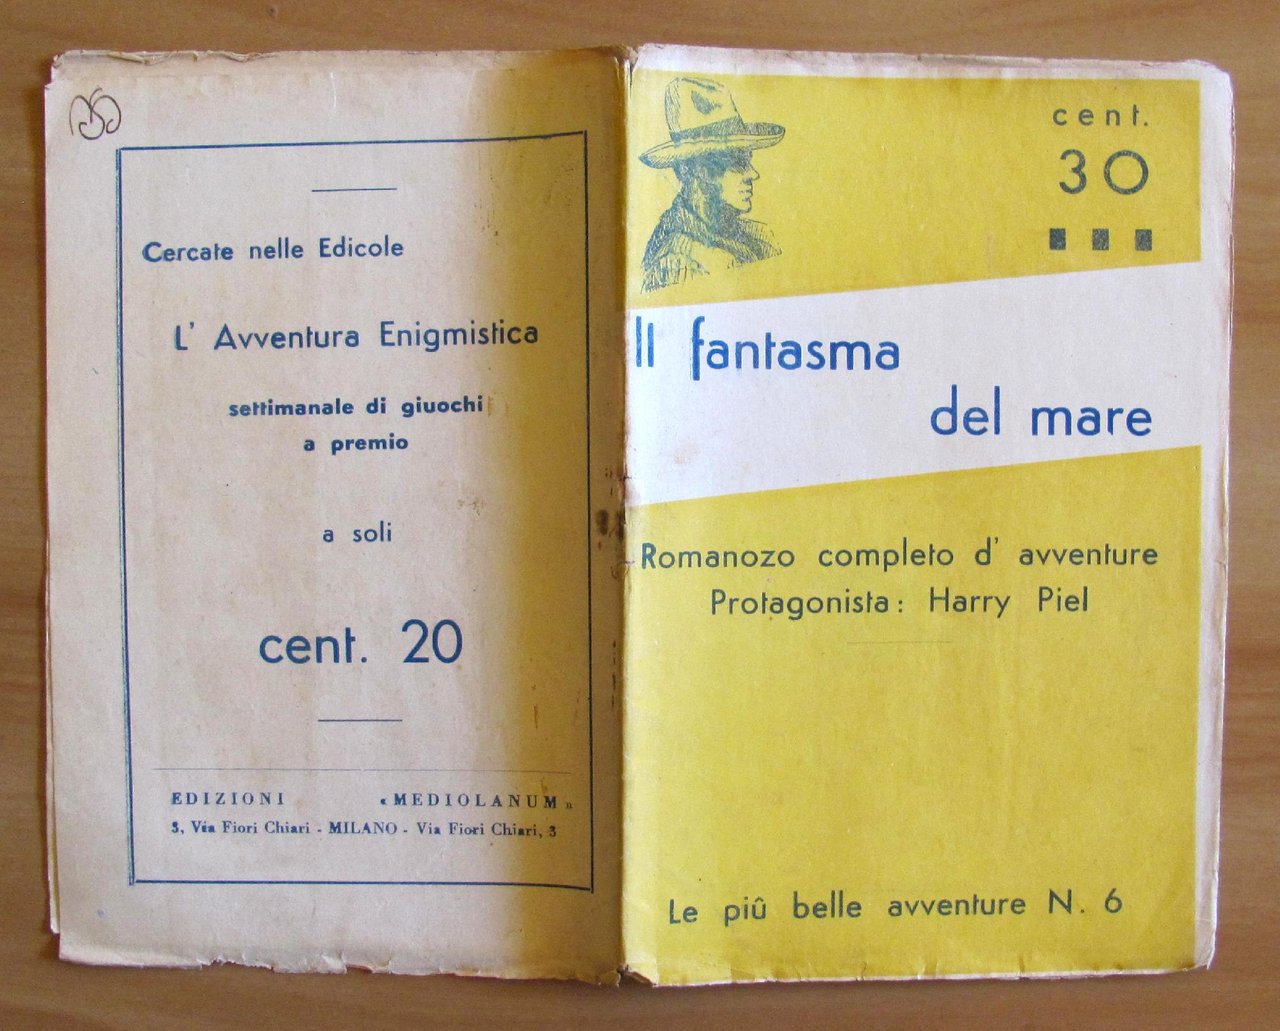 Cercate nelle Edicole
L' Avventura Enigmistica
settimanale di giuochi
a premio
a soli
cent. 20
EDIZIONI «MEDIOLANUM»
3, Via Fiori Chiari - MILANO - Via Fiori Chiari, 3
cent.
30
Il fantasma
del mare
Romanozo completo d' avventure
Protagonista: Harry Piel
Le piû belle avventure N. 6